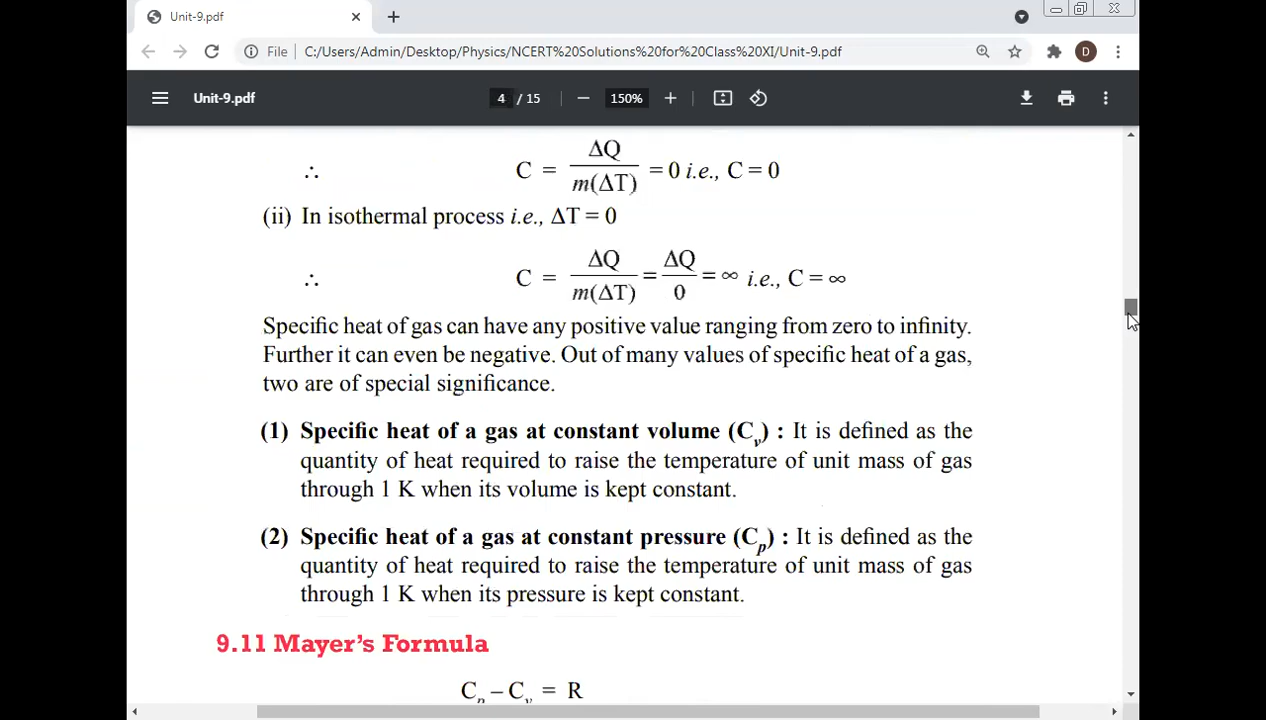 Unit-9.pdf
File C:/Users/Admin/Desktop/Physics/NCERT%20Solutions%20for%20Class%20XI/Unit-9.pdf D
Unit-9.pdf 4 / 15 150%
∴ C = ΔQ / m(ΔT) = 0 i.e., C = 0
(ii) In isothermal process i.e., ΔT = 0
∴ C = ΔQ / m(ΔT) = ΔQ / 0 = ∞ i.e., C = ∞
Specific heat of gas can have any positive value ranging from zero to infinity.
Further it can even be negative. Out of many values of specific heat of a gas,
two are of special significance.
(1) Specific heat of a gas at constant volume (Cv) : It is defined as the
quantity of heat required to raise the temperature of unit mass of gas
through 1 K when its volume is kept constant.
(2) Specific heat of a gas at constant pressure (Cp) : It is defined as the
quantity of heat required to raise the temperature of unit mass of gas
through 1 K when its pressure is kept constant.
9.11 Mayer’s Formula
Cp – Cv = R